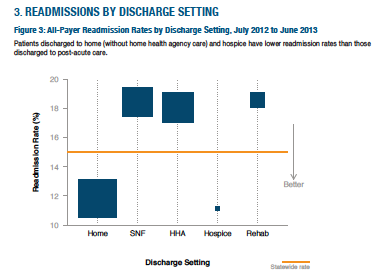 3. READMISSIONS BY DISCHARGE SETTING
Figure 3: All-Payer Readmission Rates by Discharge Setting, July 2012 to June 2013
Patients discharged to home (without home health agency care) and hospice have lower readmission rates than those
discharged to post-acute care.
20
18
16
14
12
10
Readmission Rate (%)
Better
Home SNF HHA Hospice Rehab
Discharge Setting
Statewide rate